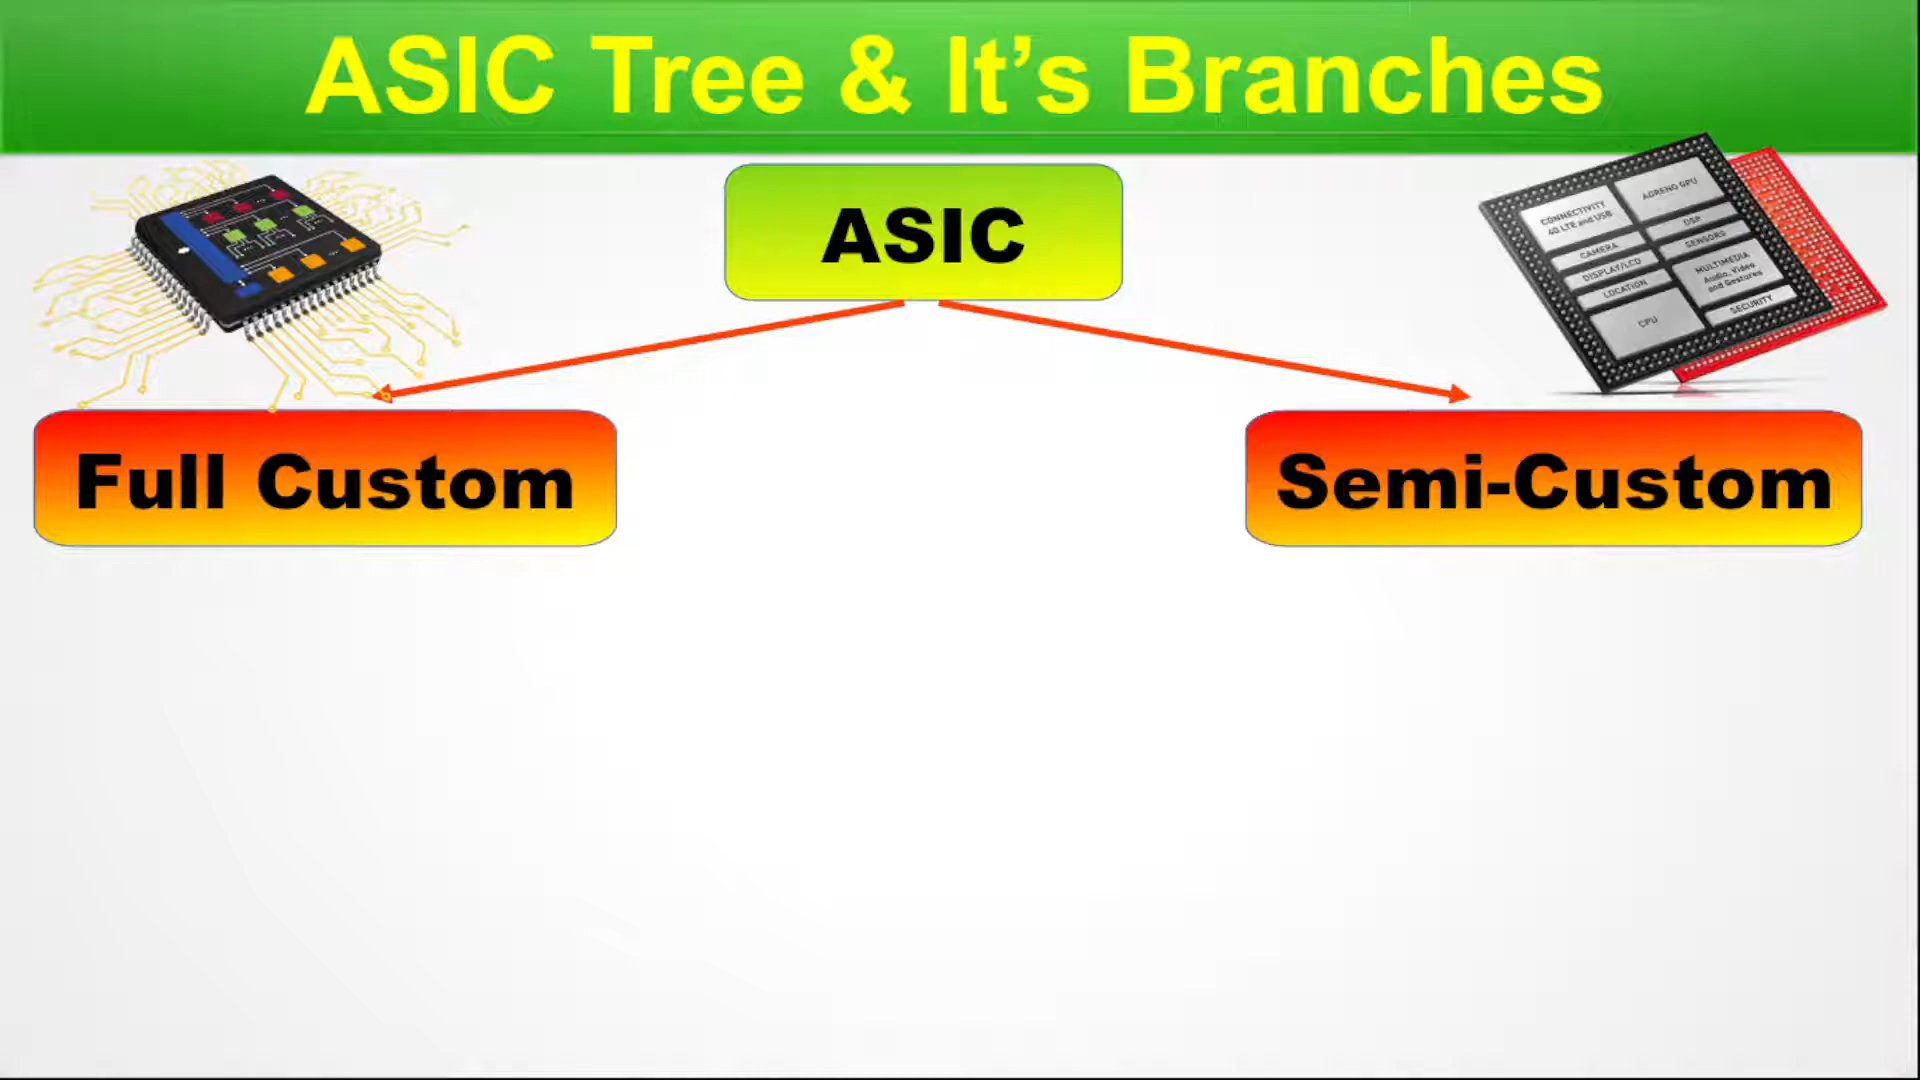 ASIC Tree & It’s Branches
ASIC
CONNECTIVITY
4G LTE and USB
ADRENO GPU
CAMERA
DSP
DISPLAY/LCD
SENSORS
LOCATION
MULTIMEDIA
Audio, Video
and Gestures
CPU
SECURITY
Full Custom
Semi-Custom